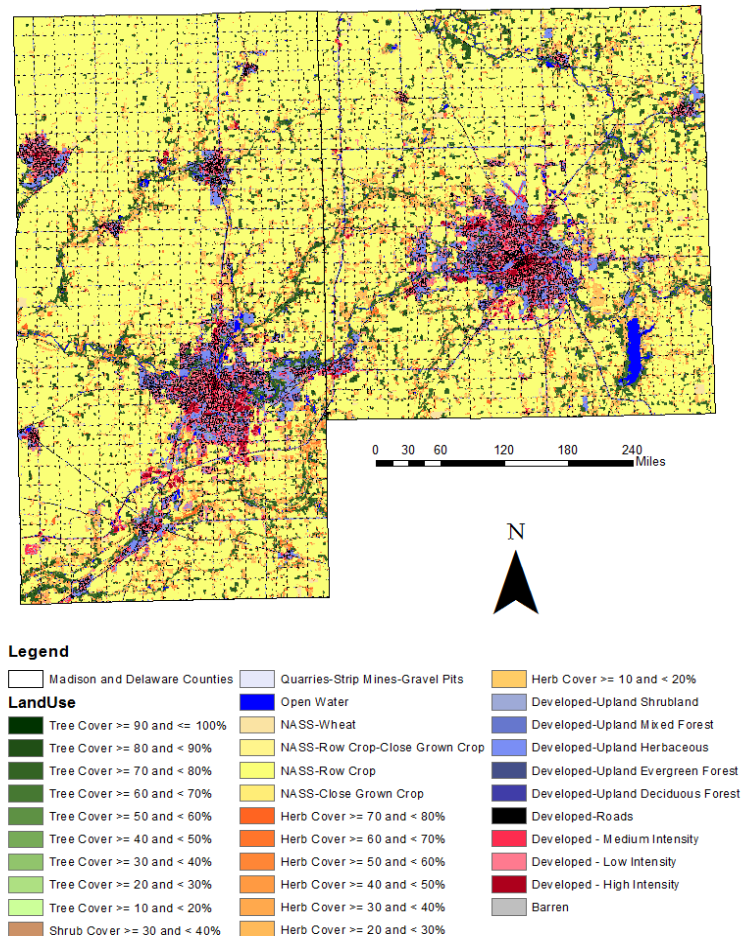 0 30 60 120 180 240
Miles
N
Legend
Madison and Delaware Counties
LandUse
Tree Cover >= 90 and <= 100%
Tree Cover >= 80 and < 90%
Tree Cover >= 70 and < 80%
Tree Cover >= 60 and < 70%
Tree Cover >= 50 and < 60%
Tree Cover >= 40 and < 50%
Tree Cover >= 30 and < 40%
Tree Cover >= 20 and < 30%
Tree Cover >= 10 and < 20%
Shrub Cover >= 30 and < 40%
Quarries-Strip Mines-Gravel Pits
Open Water
NASS-Wheat
NASS-Row Crop-Close Grown Crop
NASS-Row Crop
NASS-Close Grown Crop
Herb Cover >= 70 and < 80%
Herb Cover >= 60 and < 70%
Herb Cover >= 50 and < 60%
Herb Cover >= 40 and < 50%
Herb Cover >= 30 and < 40%
Herb Cover >= 20 and < 30%
Herb Cover >= 10 and < 20%
Developed-Upland Shrubland
Developed-Upland Mixed Forest
Developed-Upland Herbaceous
Developed-Upland Evergreen Forest
Developed-Upland Deciduous Forest
Developed-Roads
Developed - Medium Intensity
Developed - Low Intensity
Developed - High Intensity
Barren